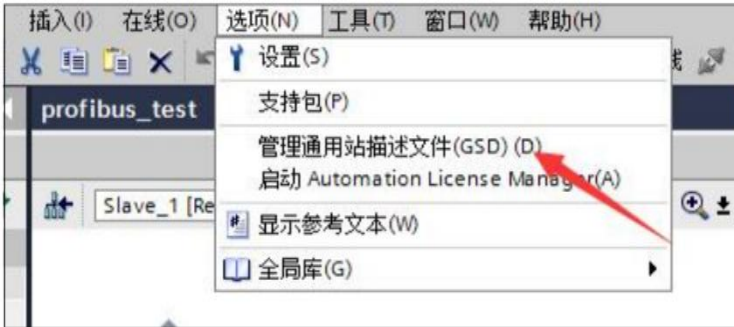 插入(I) 在线(O) 选项(N) 工具(T) 窗口(W) 帮助(H)
设置(S)
支持包(P)
profibus_test
管理通用站描述文件(GSD) (D)
启动 Automation License Manager(A)
Slave_1 [Re
显示参考文本(W)
全局库(G)